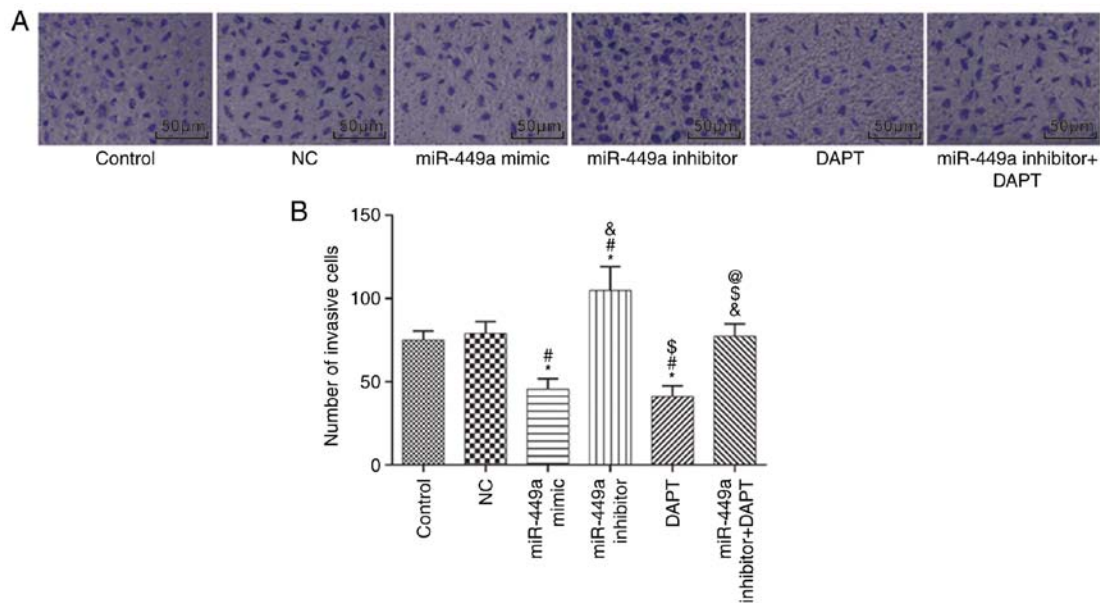 A
50μm
50μm
50μm
50μm
50μm
50μm
Control
NC
miR-449a mimic
miR-449a inhibitor
DAPT
miR-449a inhibitor+
DAPT
B
Number of invasive cells
150
100
50
0
#
*
&
#
*
$
#
*
@
$
&
Control
NC
miR-449a
mimic
miR-449a
inhibitor
DAPT
miR-449a
inhibitor+DAPT